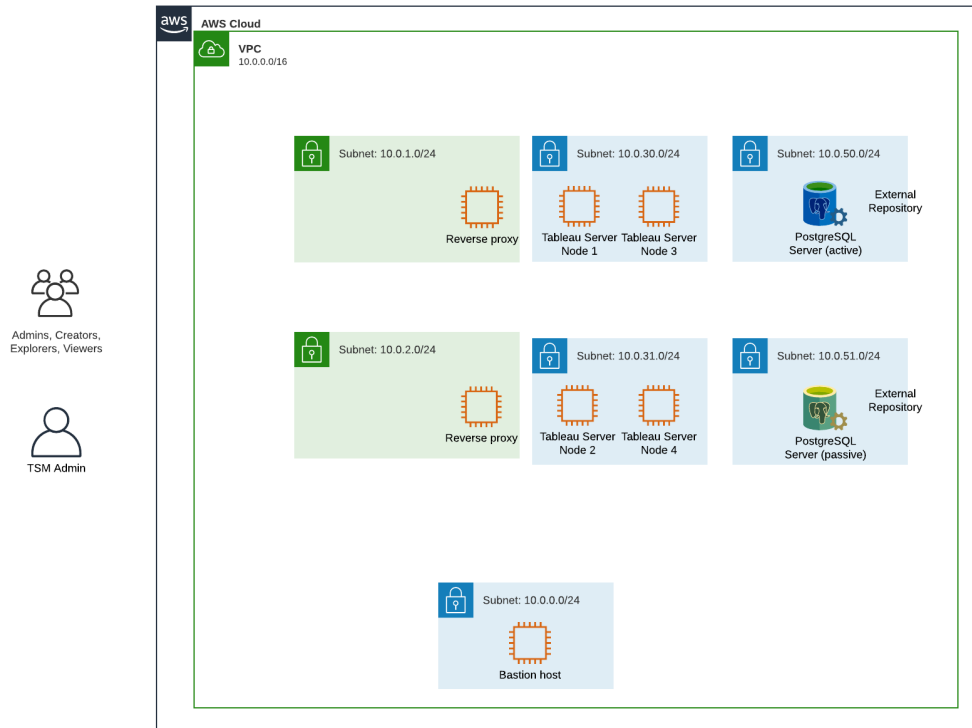 aws
AWS Cloud
VPC
10.0.0.0/16
Subnet: 10.0.1.0/24
Reverse proxy
Subnet: 10.0.30.0/24
Tableau Server
Node 1
Tableau Server
Node 3
Subnet: 10.0.50.0/24
External
Repository
PostgreSQL
Server (active)
Admins, Creators,
Explorers, Viewers
Subnet: 10.0.2.0/24
Reverse proxy
Subnet: 10.0.31.0/24
Tableau Server
Node 2
Tableau Server
Node 4
Subnet: 10.0.51.0/24
External
Repository
PostgreSQL
Server (passive)
TSM Admin
Subnet: 10.0.0.0/24
Bastion host